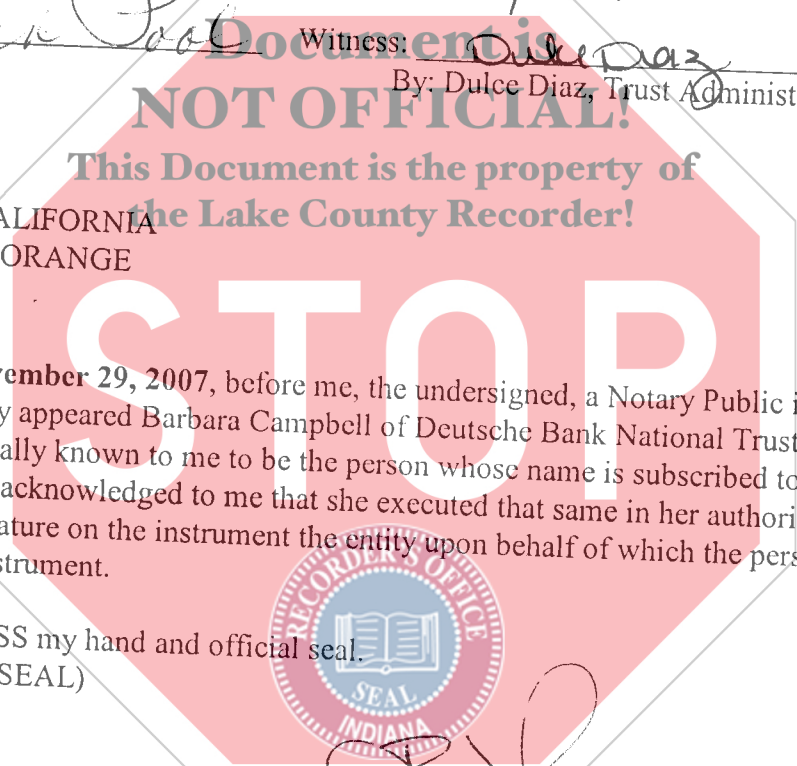 Pool Witness: Dulce Diaz
Document is
By: Dulce Diaz, Trust Administ
NOT OFFICIAL!
This Document is the property of
the Lake County Recorder!
ALIFORNIA
ORANGE
STOP
vember 29, 2007, before me, the undersigned, a Notary Public i
y appeared Barbara Campbell of Deutsche Bank National Trust
ally known to me to be the person whose name is subscribed to
acknowledged to me that she executed that same in her authori
ature on the instrument the entity upon behalf of which the pers
strument.
RECORDER'S OFFICE
SEAL
INDIANA
SS my hand and official seal.
SEAL)